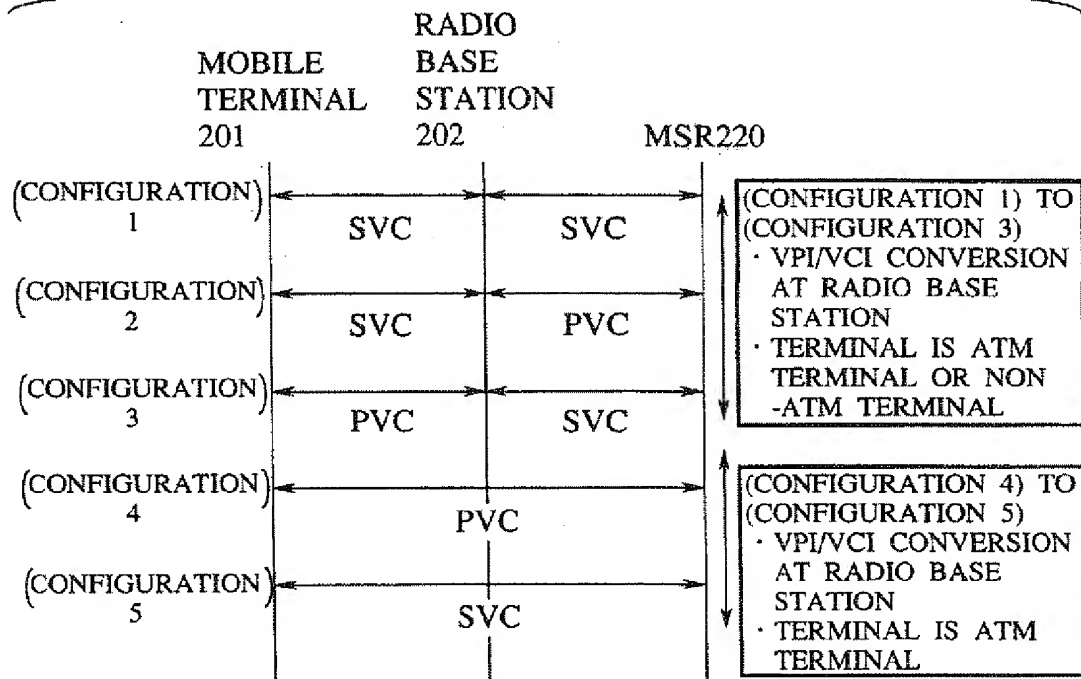 MOBILE
TERMINAL
201
RADIO
BASE
STATION
202
MSR220
(CONFIGURATION)
1
SVC
SVC
(CONFIGURATION)
2
SVC
PVC
(CONFIGURATION)
3
PVC
SVC
(CONFIGURATION)
4
PVC
(CONFIGURATION)
5
SVC
(CONFIGURATION 1) TO
(CONFIGURATION 3)
· VPI/VCI CONVERSION
AT RADIO BASE
STATION
· TERMINAL IS ATM
TERMINAL OR NON
-ATM TERMINAL
(CONFIGURATION 4) TO
(CONFIGURATION 5)
· VPI/VCI CONVERSION
AT RADIO BASE
STATION
· TERMINAL IS ATM
TERMINAL